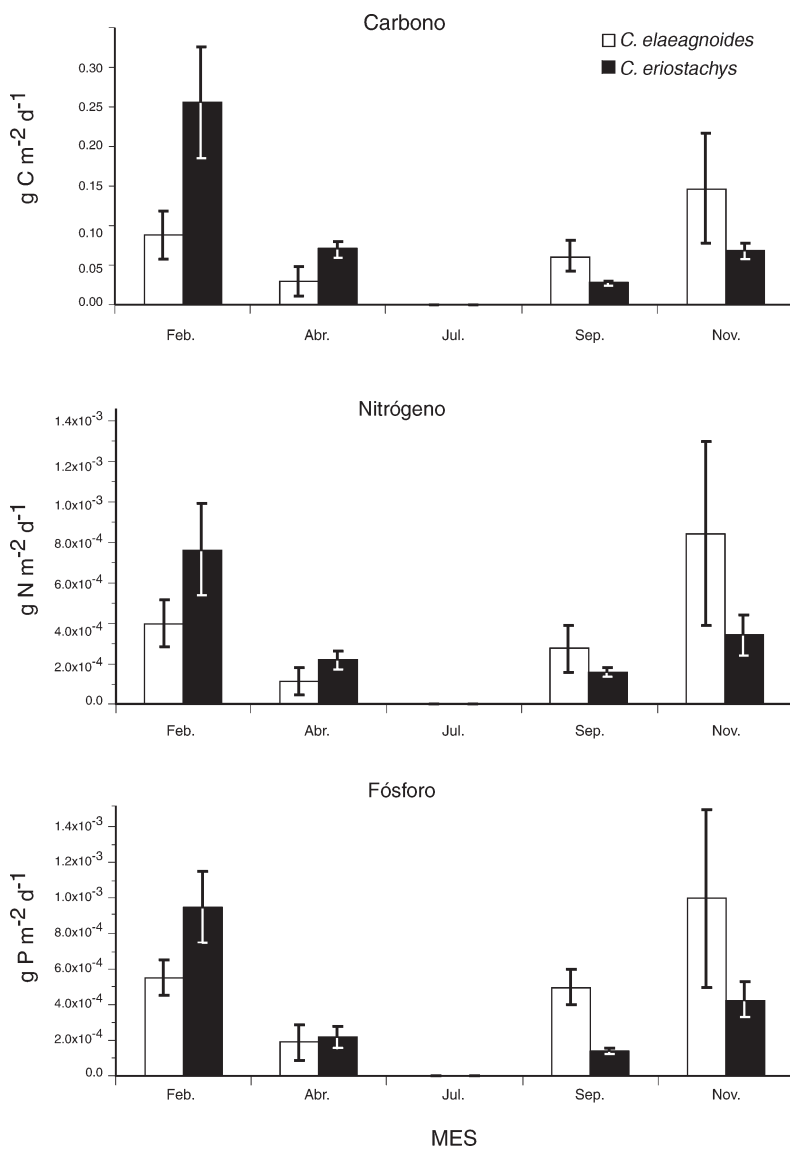 Carbono
C. elaeagnoides
C. eriostachys
g C m-2 d-1
0.30
0.25
0.20
0.15
0.10
0.05
0.00
Feb. Abr. Jul. Sep. Nov.
Nitrógeno
g N m-2 d-1
1.4x10-3
1.2x10-3
1.0x10-3
8.0x10-4
6.0x10-4
4.0x10-4
2.0x10-4
0.0
Feb. Abr. Jul. Sep. Nov.
Fósforo
g P m-2 d-1
1.4x10-3
1.2x10-3
1.0x10-3
8.0x10-4
6.0x10-4
4.0x10-4
2.0x10-4
0.0
Feb. Abr. Jul. Sep. Nov.
MES